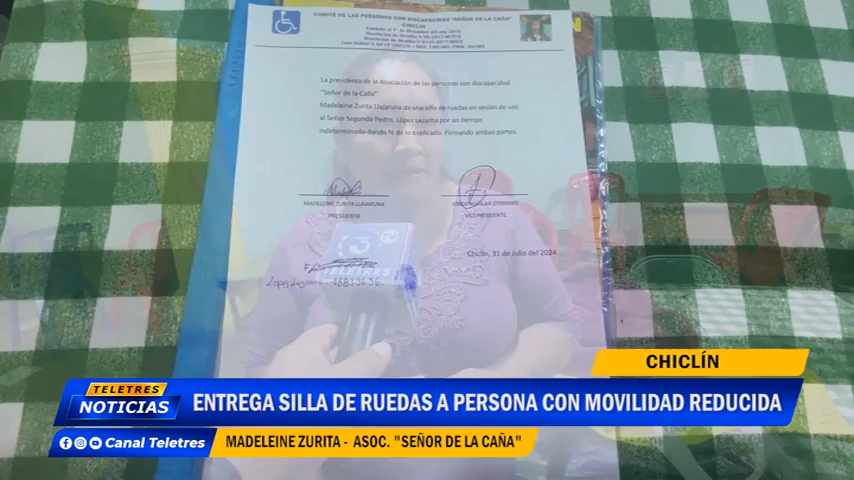 COMITÉ DE LAS PERSONAS CON DISCAPACIDAD "SEÑOR DE LA CAÑA"
CHICLÍN
La presidenta de la Asociación de las personas con discapacidad
"Señor de la Caña"
Madeleine Zurita Llajaruna da una silla de ruedas en sesión de uso
al Señor Segundo Pedro, López Lezama por un tiempo
indeterminado dando fé de lo explicado. Firmando ambas partes.
MADELEINE ZURITA LLAJARUNA
PRESIDENTA
JORGE AGUILAR
VICEPRESIDENTE
Chiclín, 31 de Julio del 2024
3
TELETRES
CHICLÍN
TELETRES
NOTICIAS
ENTREGA SILLA DE RUEDAS A PERSONA CON MOVILIDAD REDUCIDA
Canal Teletres
MADELEINE ZURITA - ASOC. "SEÑOR DE LA CAÑA"